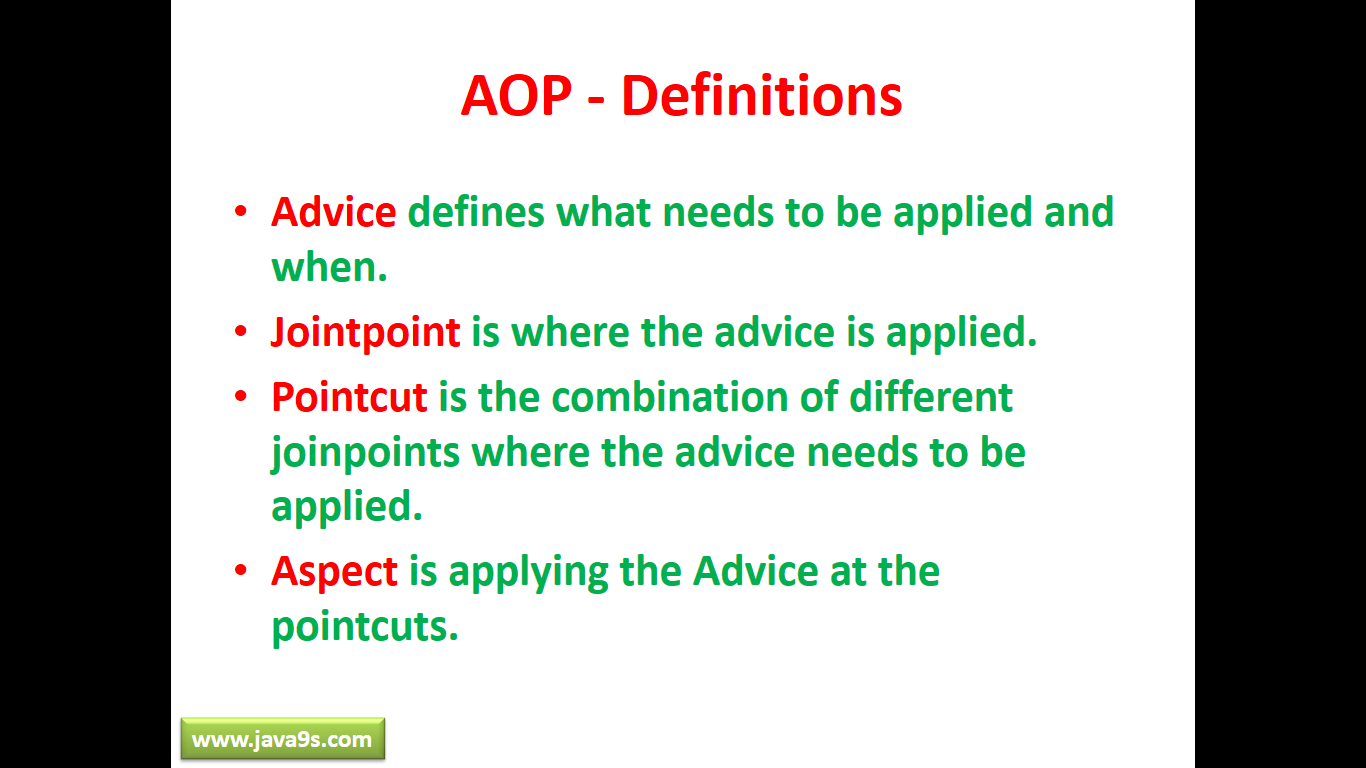 AOP - Definitions
• Advice defines what needs to be applied and
when.
• Jointpoint is where the advice is applied.
• Pointcut is the combination of different
joinpoints where the advice needs to be
applied.
• Aspect is applying the Advice at the
pointcuts.
www.java9s.com